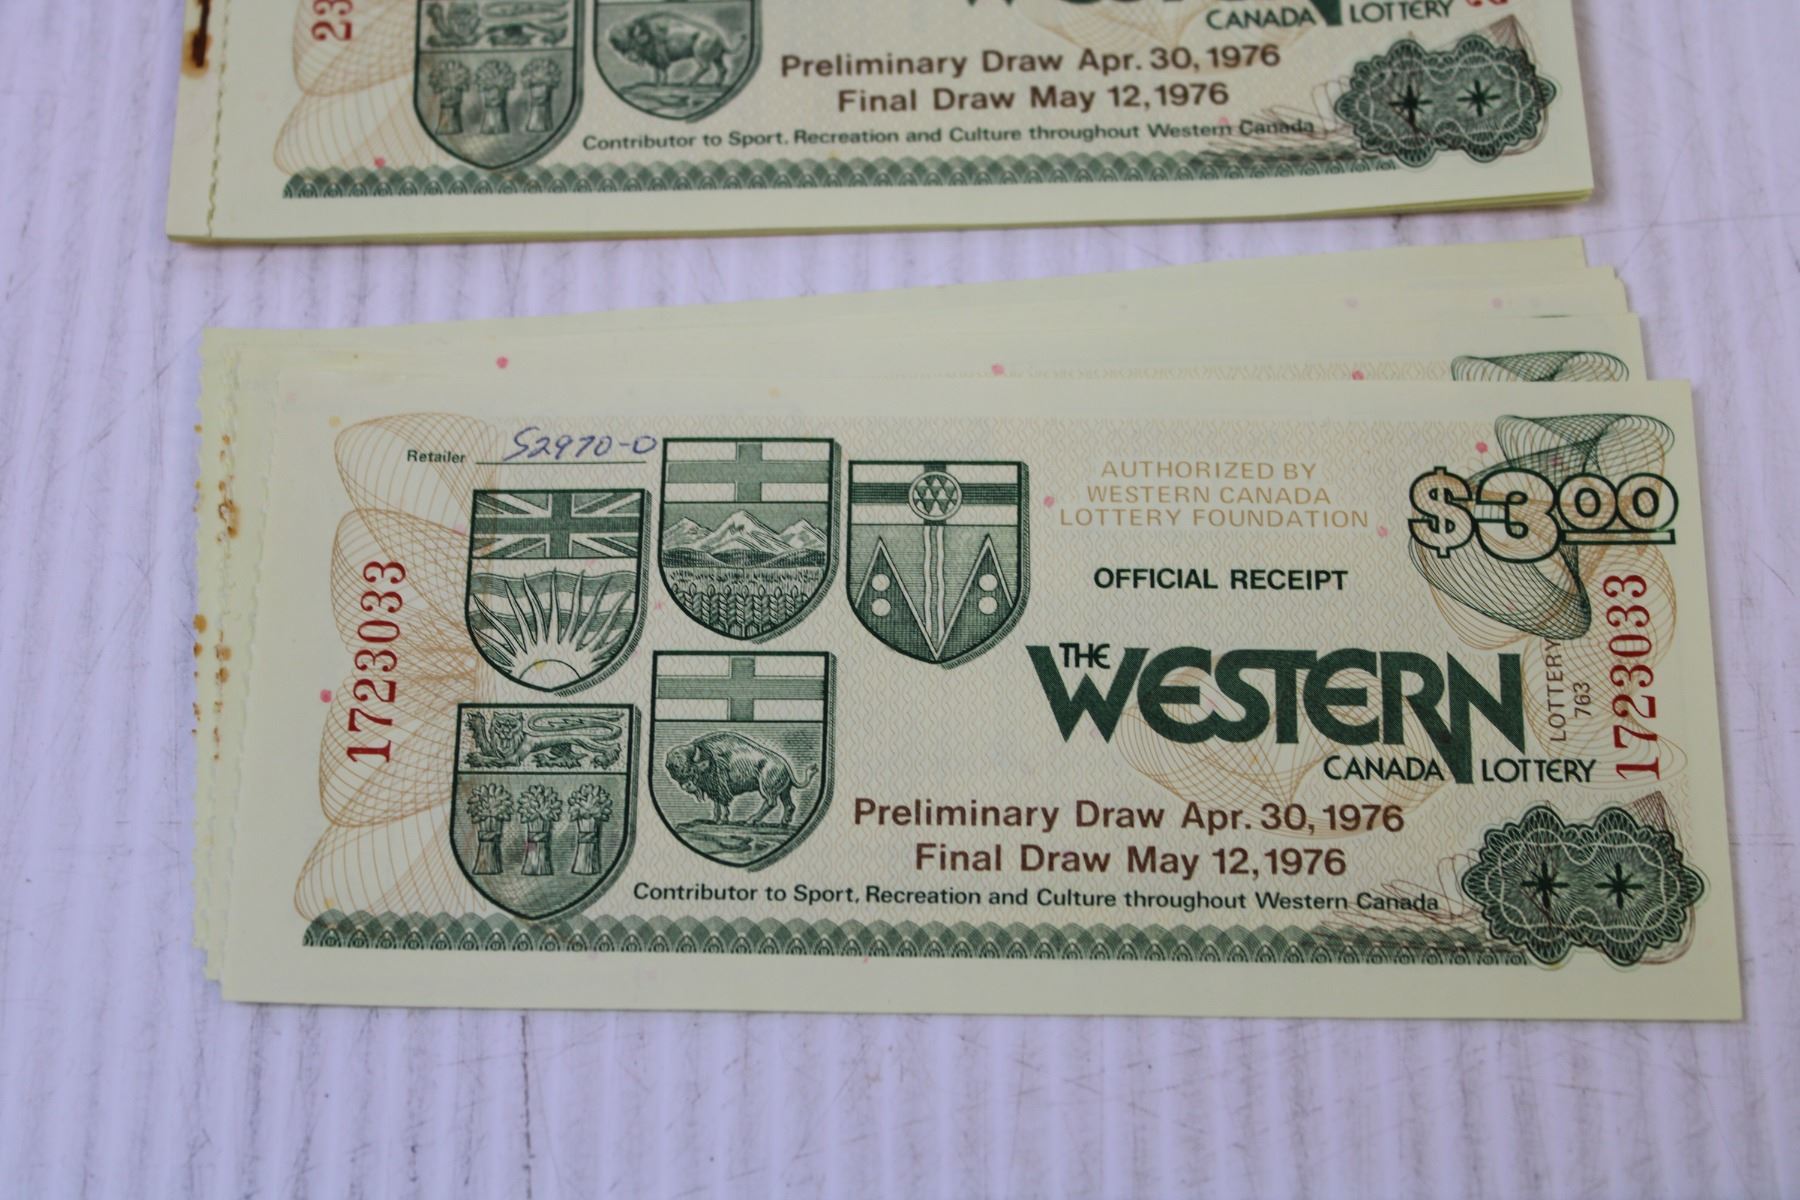 23
WESTERN
CANADA LOTTERY
Preliminary Draw Apr. 30, 1976
Final Draw May 12, 1976
Contributor to Sport, Recreation and Culture throughout Western Canada
Retailer S2970-0
AUTHORIZED BY
WESTERN CANADA
LOTTERY FOUNDATION
$3.00
OFFICIAL RECEIPT
1723033
THE
WESTERN
CANADA LOTTERY
LOTTERY
763
1723033
Preliminary Draw Apr. 30, 1976
Final Draw May 12, 1976
Contributor to Sport, Recreation and Culture throughout Western Canada